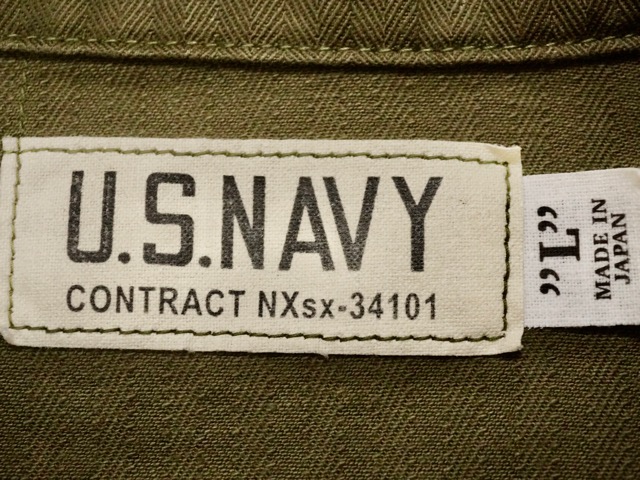 U.S.NAVY
CONTRACT NXsx-34101
”L”
MADE IN
JAPAN